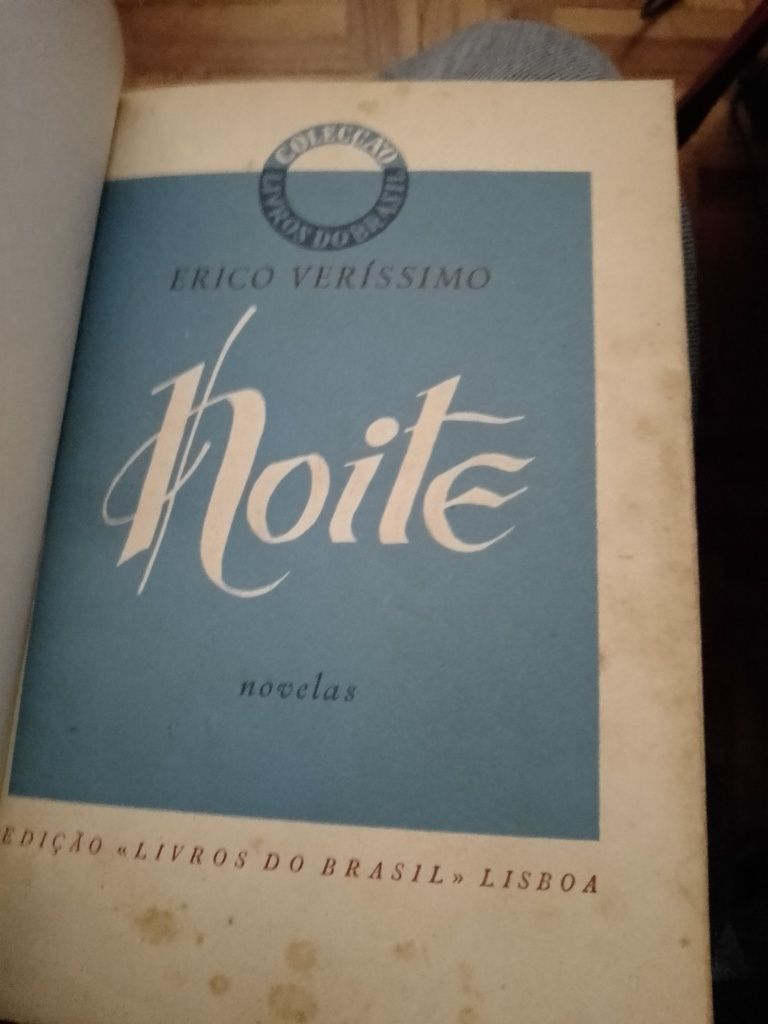 COLECÇÃO
LIVROS DO BRASIL
ERICO VERÍSSIMO
Noite
novelas
EDIÇÃO «LIVROS DO BRASIL» LISBOA